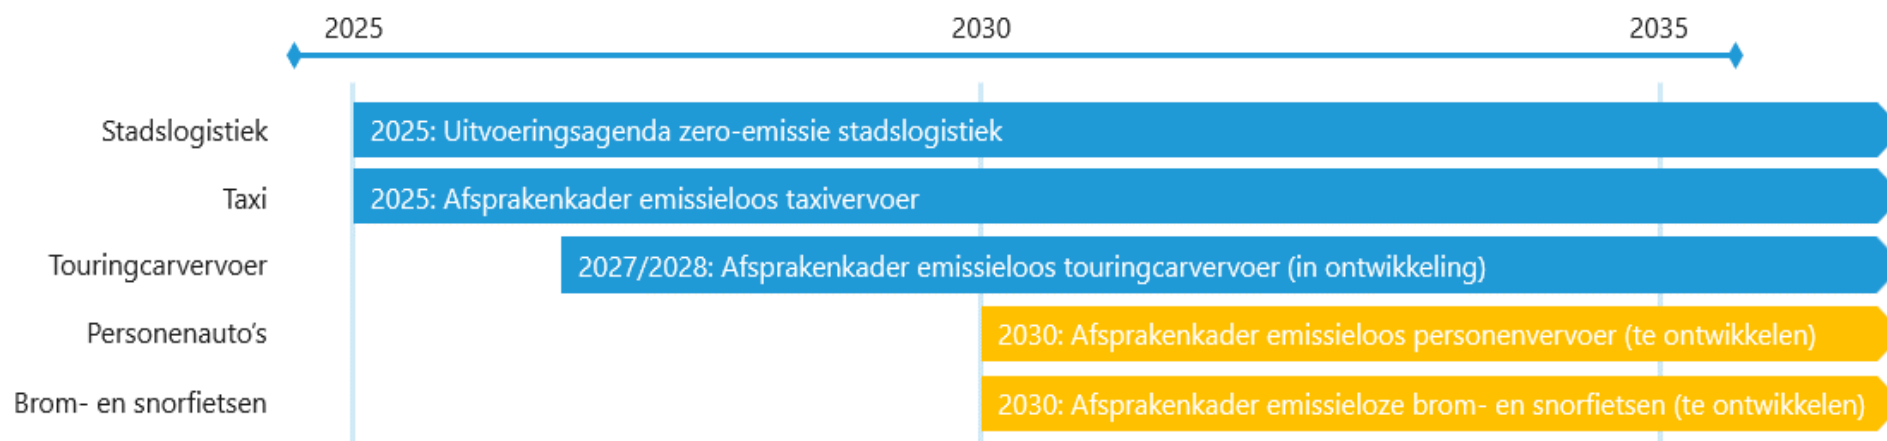 2025 2030 2035
Stadslogistiek 2025: Uitvoeringsagenda zero-emissie stadslogistiek
Taxi 2025: Afsprakenkader emissieloos taxivervoer
Touringcarvervoer 2027/2028: Afsprakenkader emissieloos touringcarvervoer (in ontwikkeling)
Personenauto's 2030: Afsprakenkader emissieloos personenvervoer (te ontwikkelen)
Brom- en snorfietsen 2030: Afsprakenkader emissieloze brom- en snorfietsen (te ontwikkelen)